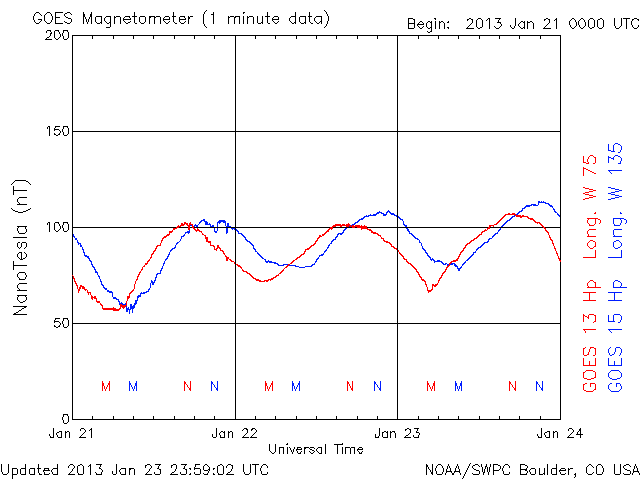 GOES Magnetometer (1 minute data)
Begin: 2013 Jan 21 0000 UTC
200
150
100
50
0
NanoTesla (nT)
M M N N M M N N M M N N
Jan 21 Jan 22 Jan 23 Jan 24
Universal Time
GOES 13 Hp Long. W 75
GOES 15 Hp Long. W 135
Updated 2013 Jan 23 23:59:02 UTC
NOAA/SWPC Boulder, CO USA